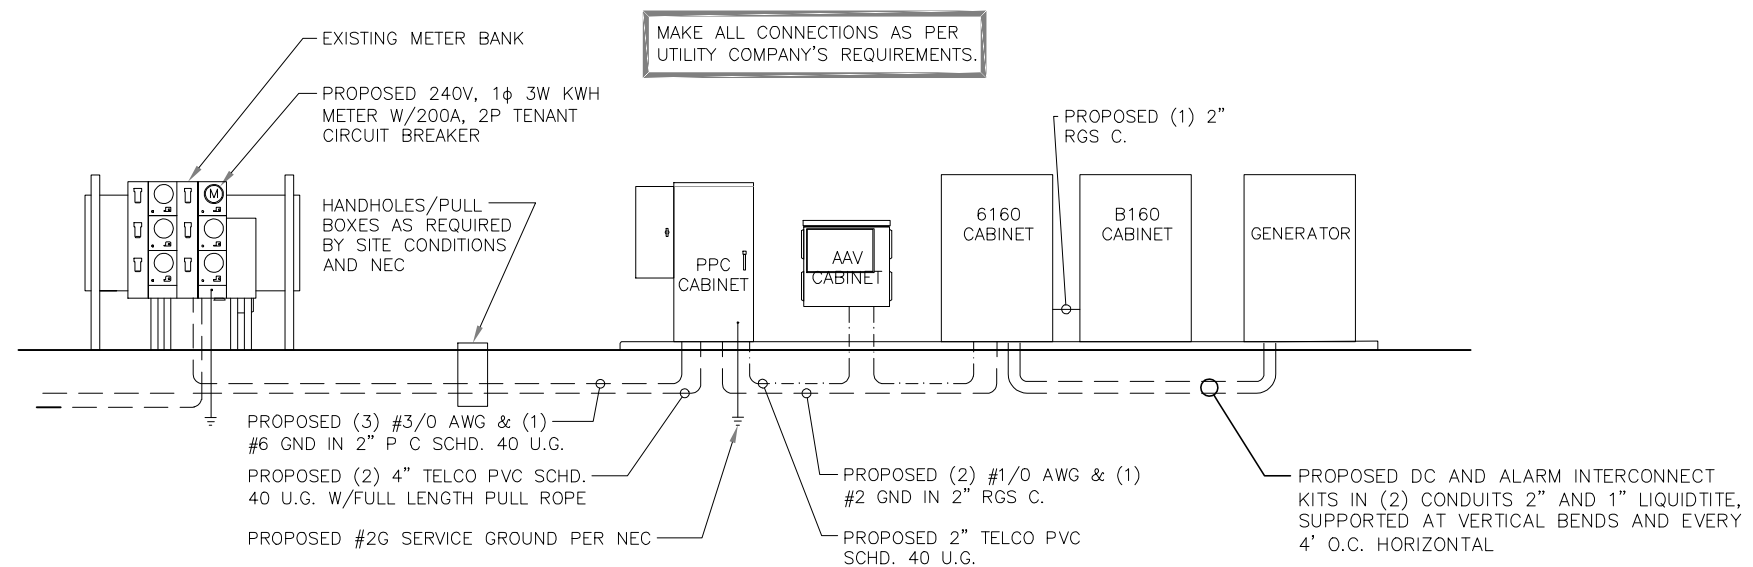 MAKE ALL CONNECTIONS AS PER
UTILITY COMPANY'S REQUIREMENTS.
EXISTING METER BANK
PROPOSED 240V, 1ϕ 3W KWH
METER W/200A, 2P TENANT
CIRCUIT BREAKER
PROPOSED (1) 2"
RGS C.
M
HANDHOLES/PULL
BOXES AS REQUIRED
BY SITE CONDITIONS
AND NEC
PPC
CABINET
AAV
CABINET
6160
CABINET
B160
CABINET
GENERATOR
PROPOSED (3) #3/0 AWG & (1)
#6 GND IN 2" P C SCHD. 40 U.G.
PROPOSED (2) 4" TELCO PVC SCHD.
40 U.G. W/FULL LENGTH PULL ROPE
PROPOSED #2G SERVICE GROUND PER NEC
PROPOSED (2) #1/0 AWG & (1)
#2 GND IN 2" RGS C.
PROPOSED 2" TELCO PVC
SCHD. 40 U.G.
PROPOSED DC AND ALARM INTERCONNECT
KITS IN (2) CONDUITS 2" AND 1" LIQUIDTITE,
SUPPORTED AT VERTICAL BENDS AND EVERY
4' O.C. HORIZONTAL